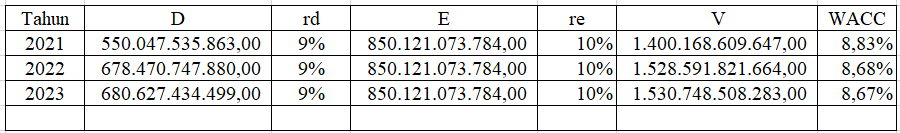 Tahun D rd E re V WACC
2021 550.047.535.863,00 9% 850.121.073.784,00 10% 1.400.168.609.647,00 8,83%
2022 678.470.747.880,00 9% 850.121.073.784,00 10% 1.528.591.821.664,00 8,68%
2023 680.627.434.499,00 9% 850.121.073.784,00 10% 1.530.748.508.283,00 8,67%